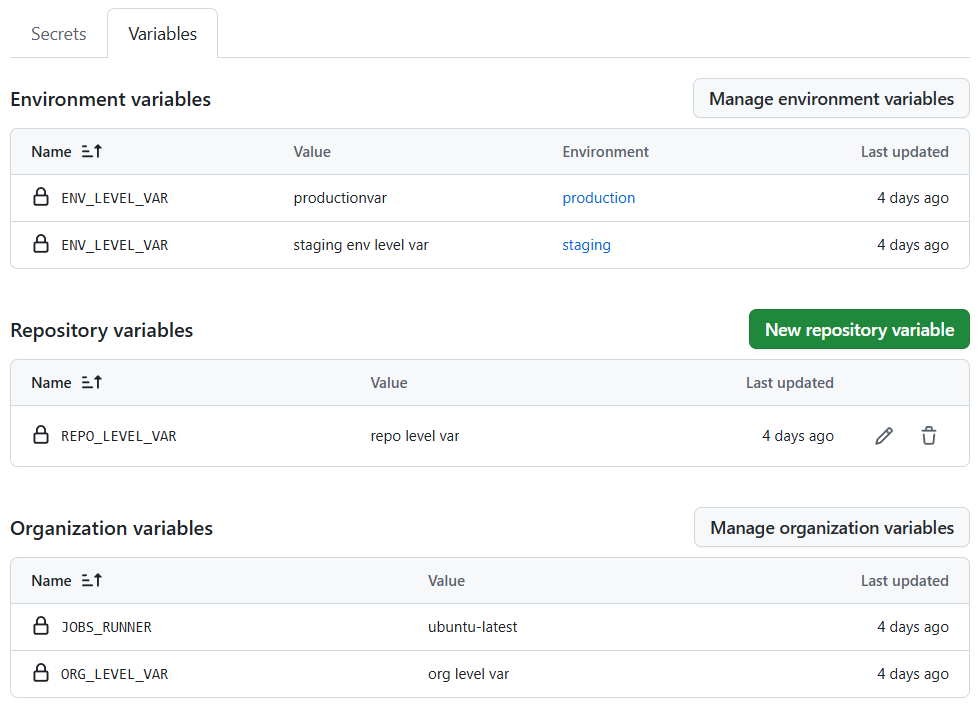 Secrets Variables
Environment variables Manage environment variables
Name Value Environment Last updated
ENV_LEVEL_VAR productionvar production 4 days ago
ENV_LEVEL_VAR staging env level var staging 4 days ago
Repository variables New repository variable
Name Value Last updated
REPO_LEVEL_VAR repo level var 4 days ago
Organization variables Manage organization variables
Name Value Last updated
JOBS_RUNNER ubuntu-latest 4 days ago
ORG_LEVEL_VAR org level var 4 days ago